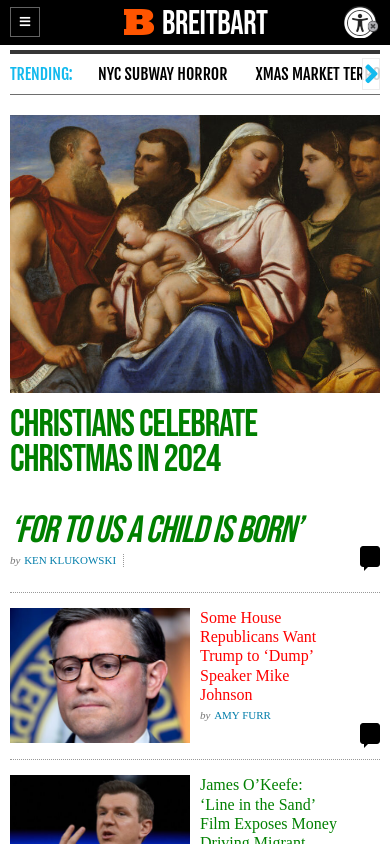 BREITBART
TRENDING:
NYC SUBWAY HORROR
XMAS MARKET TER
CHRISTIANS CELEBRATE
CHRISTMAS IN 2024
‘FOR TO US A CHILD IS BORN’
by KEN KLUKOWSKI
Some House
Republicans Want
Trump to ‘Dump’
Speaker Mike
Johnson
by AMY FURR
James O’Keefe:
‘Line in the Sand’
Film Exposes Money
Driving Migrant